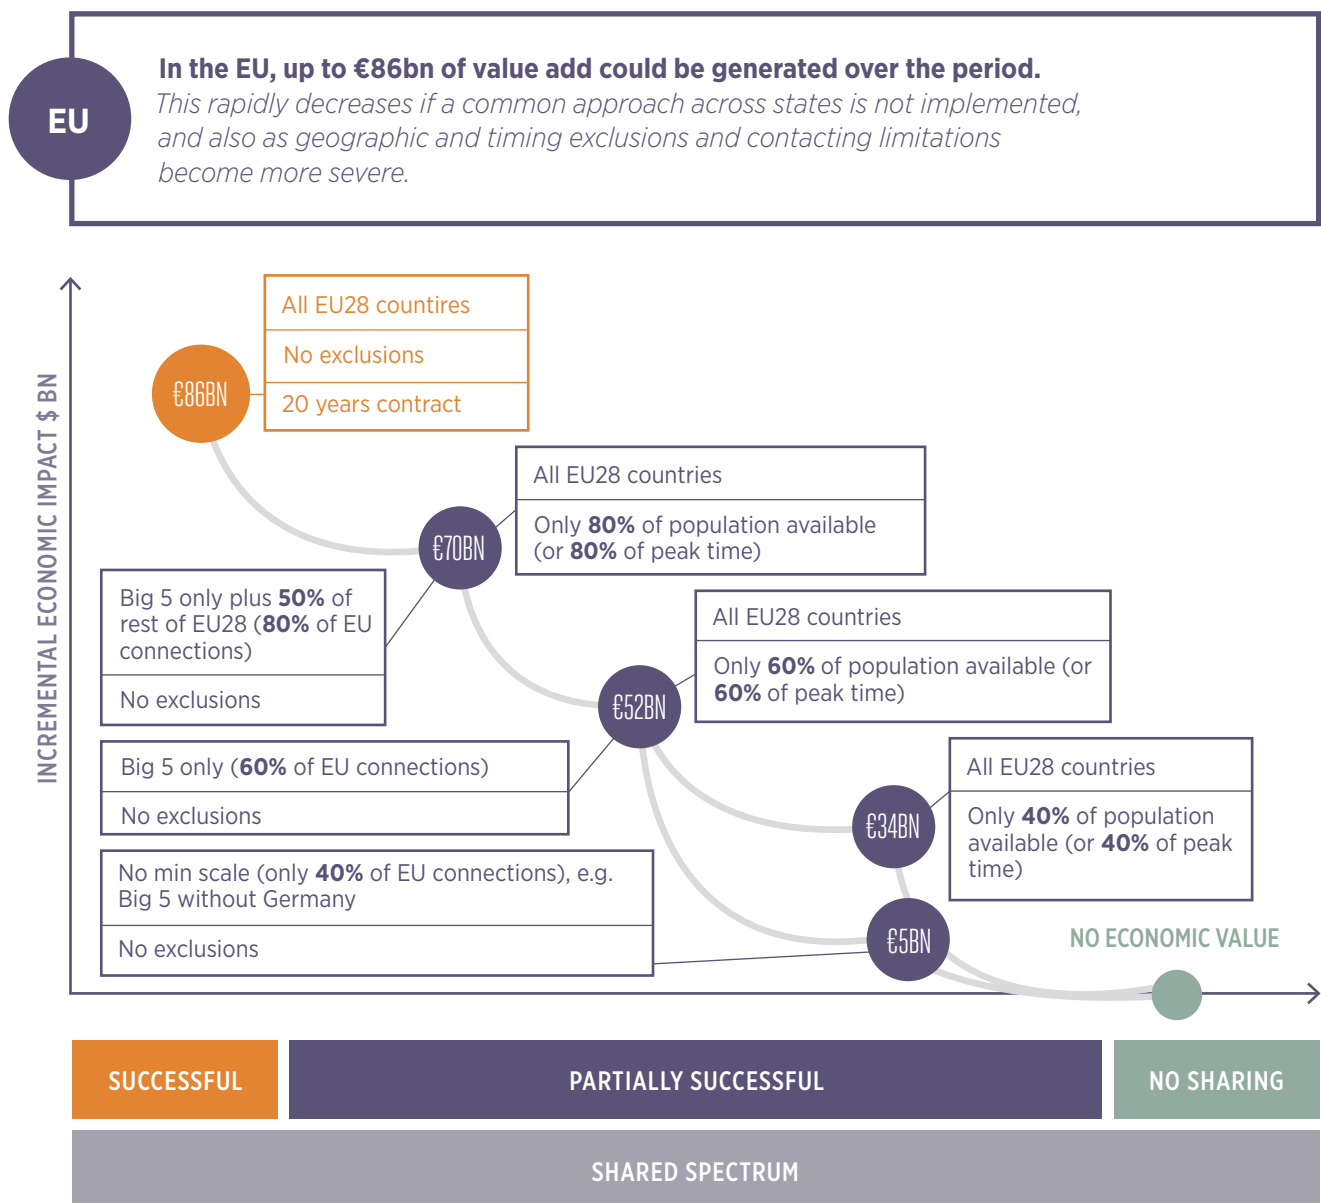 EU
In the EU, up to €86bn of value add could be generated over the period.
This rapidly decreases if a common approach across states is not implemented,
and also as geographic and timing exclusions and contacting limitations
become more severe.
INCREMENTAL ECONOMIC IMPACT $ BN
€86BN
All EU28 countires
No exclusions
20 years contract
€70BN
All EU28 countries
Only 80% of population available
(or 80% of peak time)
Big 5 only plus 50% of
rest of EU28 (80% of EU
connections)
No exclusions
€52BN
All EU28 countries
Only 60% of population available (or
60% of peak time)
Big 5 only (60% of EU connections)
No exclusions
€34BN
All EU28 countries
Only 40% of population
available (or 40% of peak
time)
No min scale (only 40% of EU connections), e.g.
Big 5 without Germany
No exclusions
€5BN
NO ECONOMIC VALUE
SUCCESSFUL
PARTIALLY SUCCESSFUL
NO SHARING
SHARED SPECTRUM